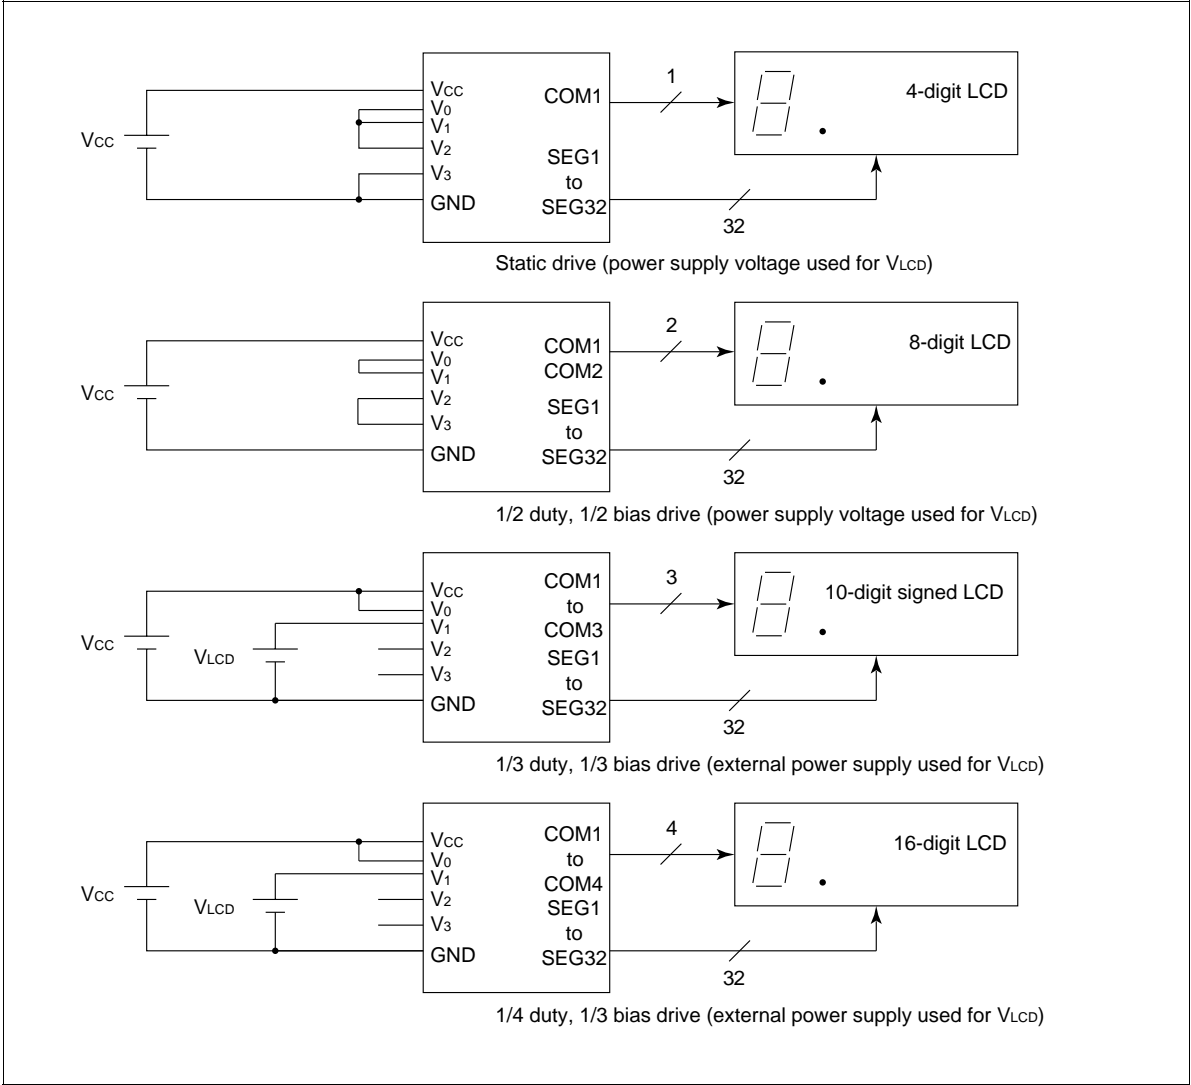 VCC
VCC
V0
V1
V2
V3
GND
COM1
SEG1
to
SEG32
1
32
4-digit LCD
Static drive (power supply voltage used for VLCD)
VCC
VCC
V0
V1
V2
V3
GND
COM1
COM2
SEG1
to
SEG32
2
32
8-digit LCD
1/2 duty, 1/2 bias drive (power supply voltage used for VLCD)
VCC
VLCD
VCC
V0
V1
V2
V3
GND
COM1
to
COM3
SEG1
to
SEG32
3
32
10-digit signed LCD
1/3 duty, 1/3 bias drive (external power supply used for VLCD)
VCC
VLCD
VCC
V0
V1
V2
V3
GND
COM1
to
COM4
SEG1
to
SEG32
4
32
16-digit LCD
1/4 duty, 1/3 bias drive (external power supply used for VLCD)